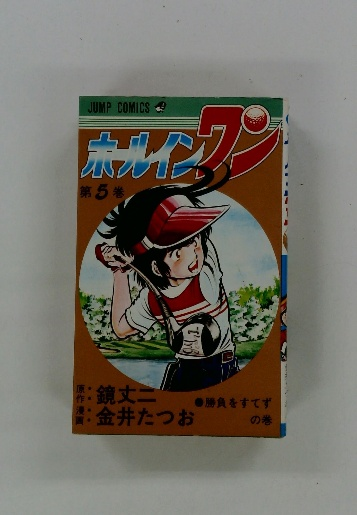 JUMP COMICS
ホールインワン
第5巻
原作・鏡丈二
漫画・金井たつお
●勝負をすてず
の巻